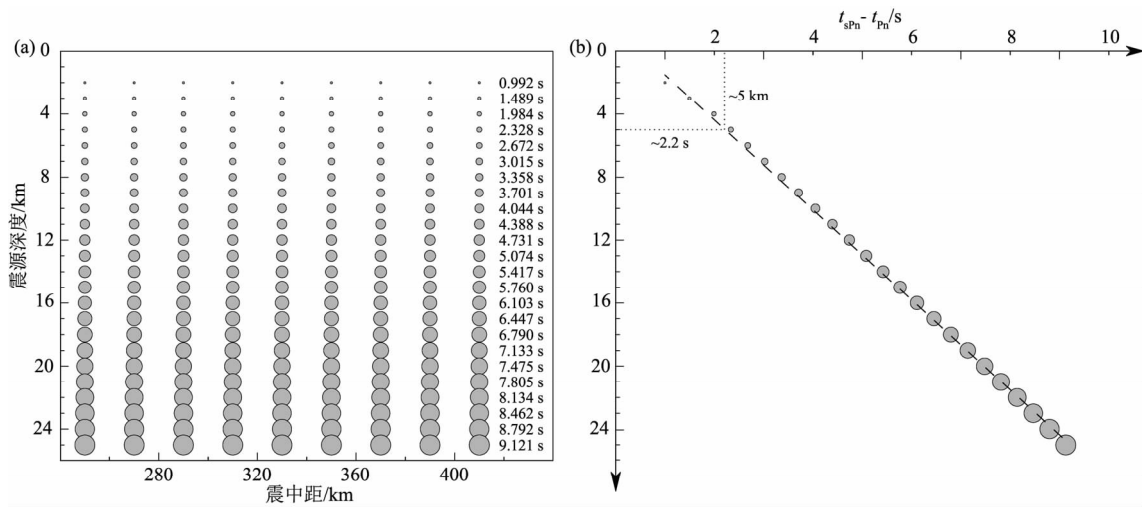 (a)
0
4
8
12
16
20
24
震源深度/km
0.992 s
1.489 s
1.984 s
2.328 s
2.672 s
3.015 s
3.358 s
3.701 s
4.044 s
4.388 s
4.731 s
5.074 s
5.417 s
5.760 s
6.103 s
6.447 s
6.790 s
7.133 s
7.475 s
7.805 s
8.134 s
8.462 s
8.792 s
9.121 s
280 320 360 400
震中距/km
tsPn - tPn/s
(b)
2 4 6 8 10
0
4
8
12
16
20
24
~5 km
~2.2 s